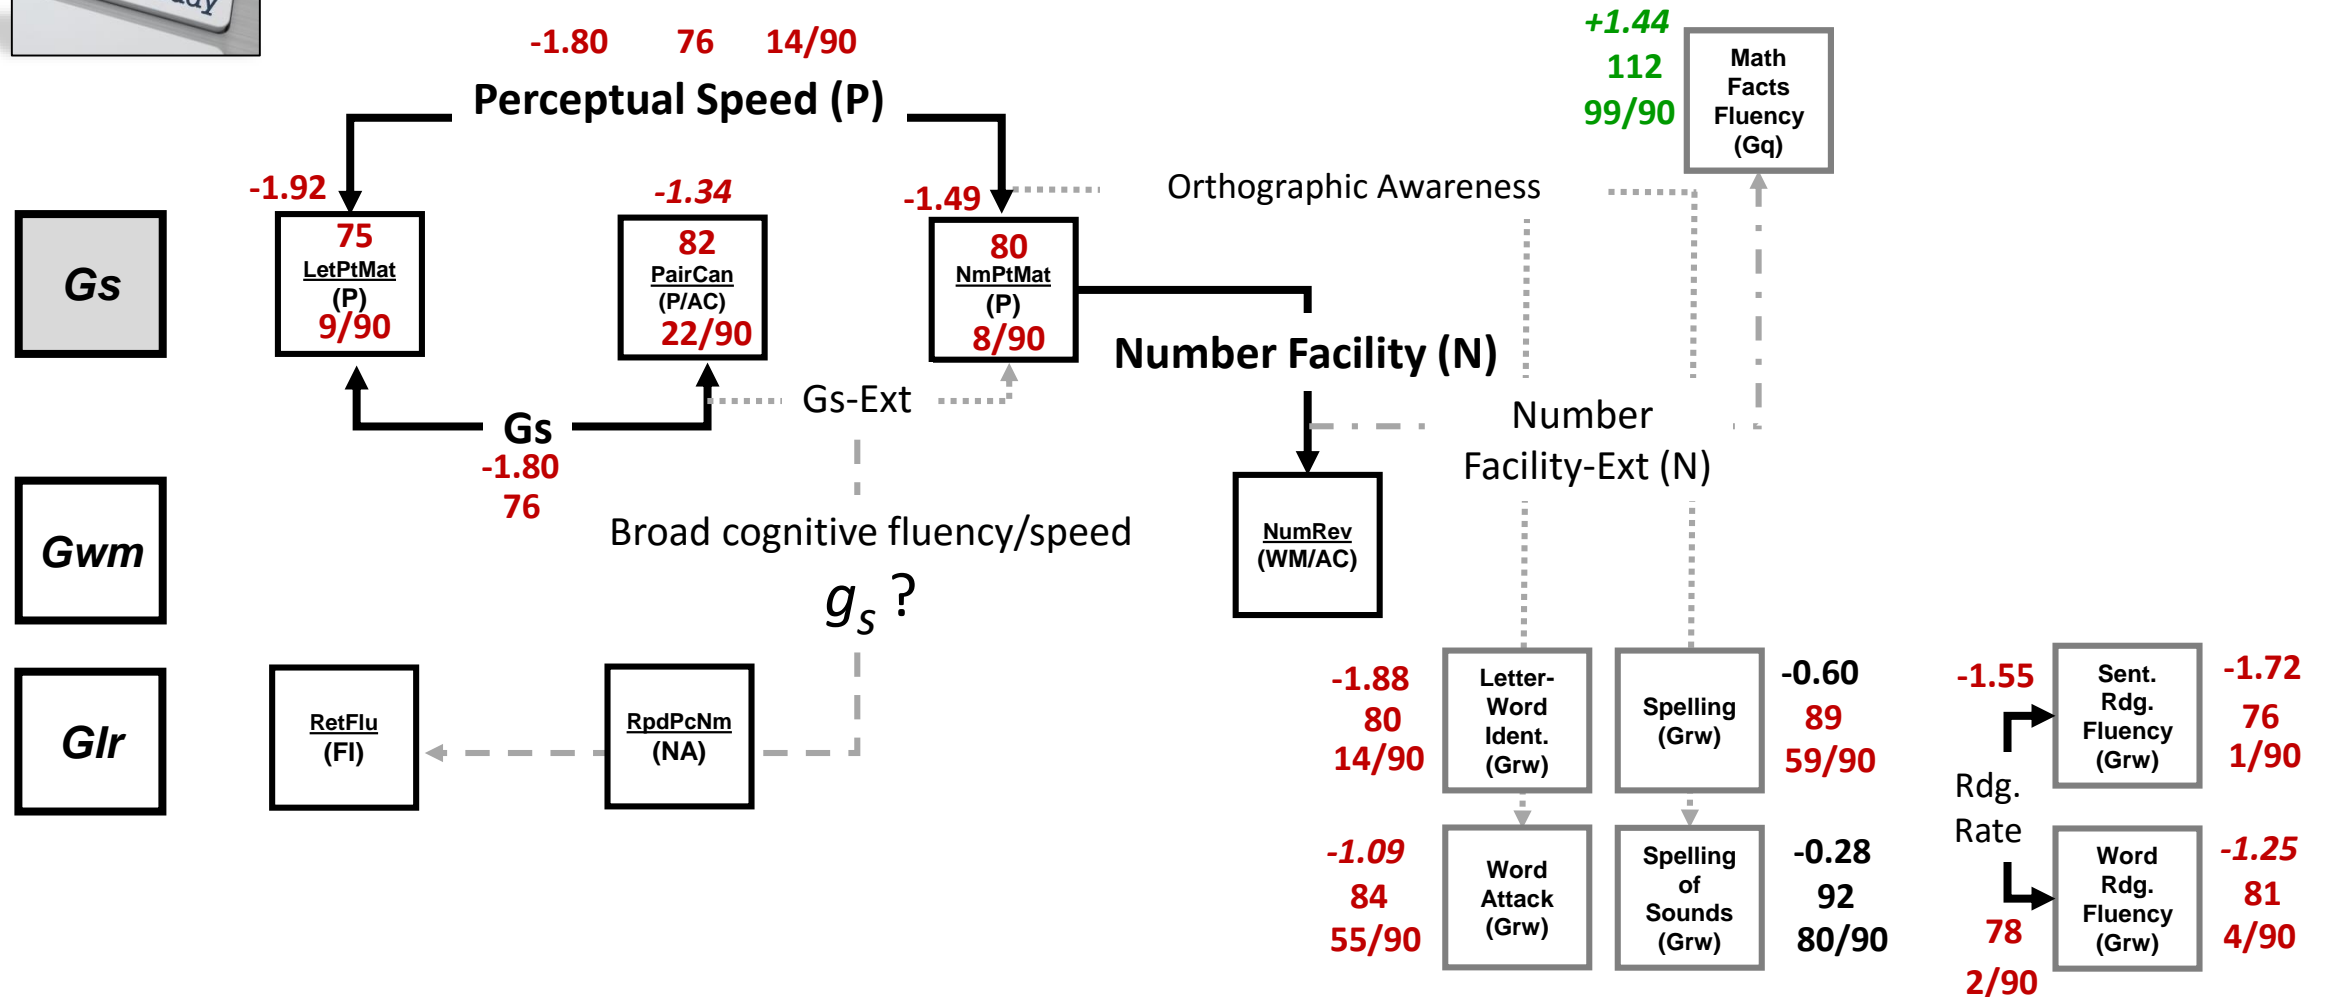 -1.80 76 14/90
Perceptual Speed (P)
+1.44
112
99/90
Math
Facts
Fluency
(Gq)
Gs
-1.92
75
LetPtMat
(P)
9/90
-1.34
82
PairCan
(P/AC)
22/90
-1.49
80
NmPtMat
(P)
8/90
Orthographic Awareness
Number Facility (N)
Gs-Ext
Gs
-1.80
76
Number
Facility-Ext (N)
Gwm
Broad cognitive fluency/speed
gs ?
NumRev
(WM/AC)
Glr
RetFlu
(FI)
RpdPcNm
(NA)
-1.88
80
14/90
Letter-
Word
Ident.
(Grw)
Spelling
(Grw)
-0.60
89
59/90
-1.09
84
55/90
Word
Attack
(Grw)
Spelling
of
Sounds
(Grw)
-0.28
92
80/90
-1.55
Rdg.
Rate
78
2/90
Sent.
Rdg.
Fluency
(Grw)
-1.72
76
1/90
Word
Rdg.
Fluency
(Grw)
-1.25
81
4/90